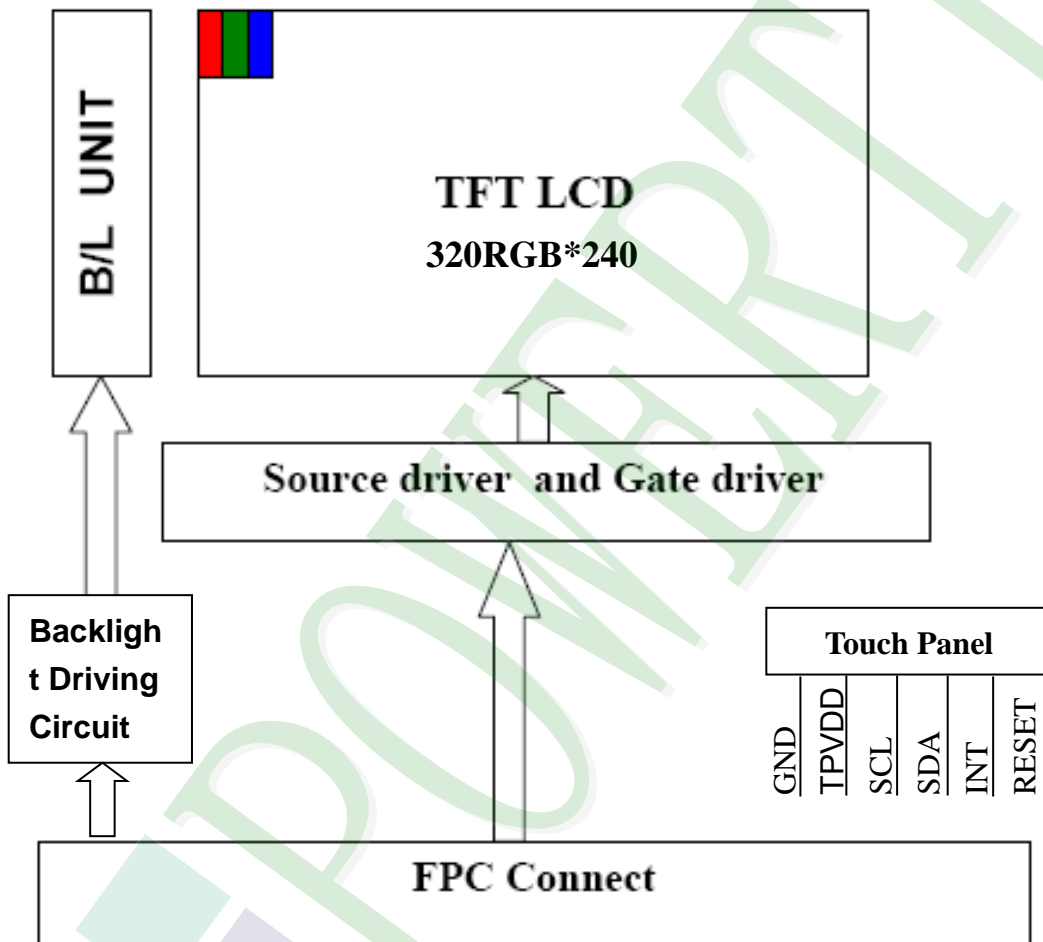 B/L UNIT
TFT LCD
320RGB*240
Source driver and Gate driver
Backligh
t Driving
Circuit
Touch Panel
GND
TPVDD
SCL
SDA
INT
RESET
FPC Connect
POWERT